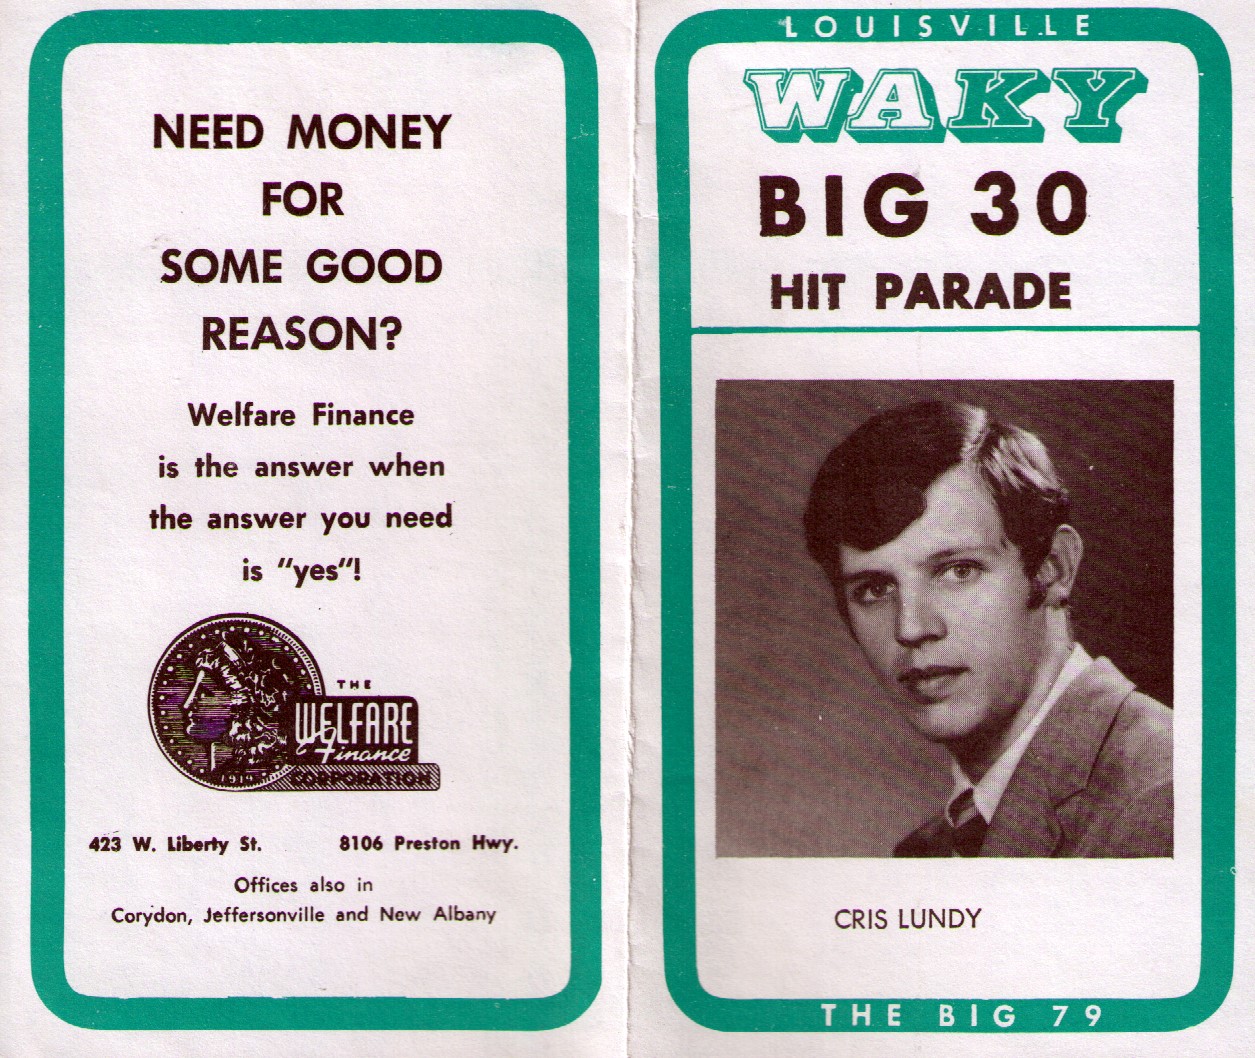 NEED MONEY
FOR
SOME GOOD
REASON?
Welfare Finance
is the answer when
the answer you need
is "yes"!
1919
THE
WELFARE
Finance
CORPORATION
423 W. Liberty St. 8106 Preston Hwy.
Offices also in
Corydon, Jeffersonville and New Albany
LOUISVILLE
WAKY
BIG 30
HIT PARADE
CRIS LUNDY
THE BIG 79